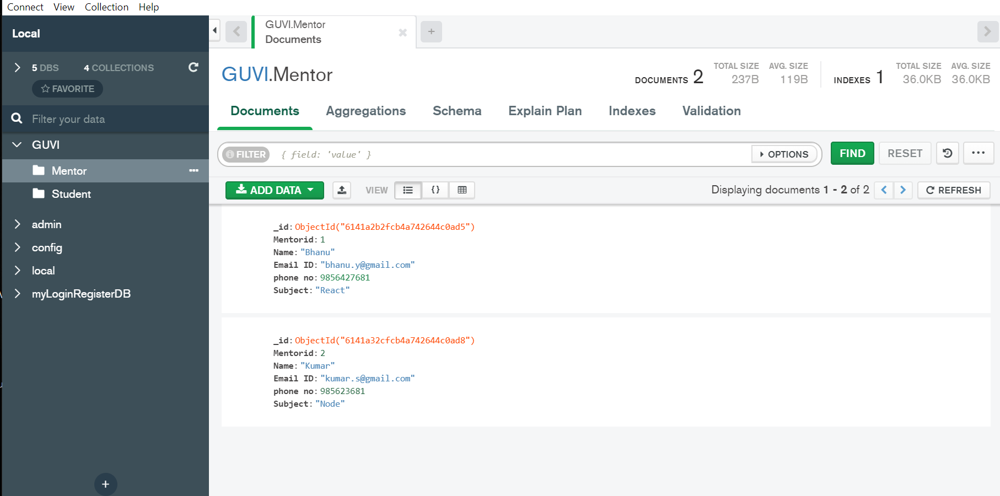 Connect View Collection Help
Local
5 DBS 4 COLLECTIONS
FAVORITE
Filter your data
GUVI
Mentor
Student
admin
config
local
myLoginRegisterDB
+
GUVI.Mentor
Documents
+
GUVI.Mentor
DOCUMENTS 2 TOTAL SIZE 237B AVG. SIZE 119B INDEXES 1 TOTAL SIZE 36.0KB AVG. SIZE 36.0KB
Documents Aggregations Schema Explain Plan Indexes Validation
FILTER { field: 'value' } OPTIONS FIND RESET ...
ADD DATA VIEW {} Displaying documents 1 - 2 of 2 REFRESH
_id: ObjectId("6141a2b2fcb4a742644c0ad5")
Mentorid: 1
Name: "Bhanu"
Email ID: "bhanu.y@gmail.com"
phone no: 9856427681
Subject: "React"
_id: ObjectId("6141a32cfcb4a742644c0ad8")
Mentorid: 2
Name: "Kumar"
Email ID: "kumar.s@gmail.com"
phone no: 985623681
Subject: "Node"